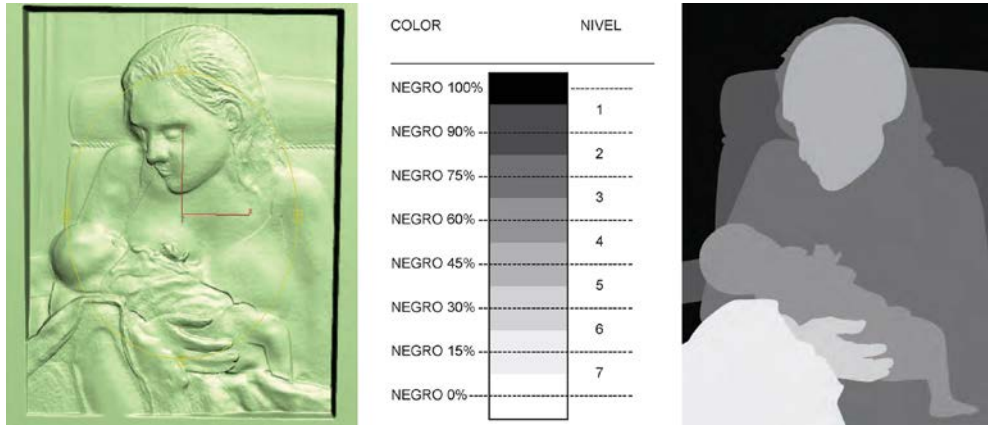 COLOR NIVEL
NEGRO 100%
1
NEGRO 90%
2
NEGRO 75%
3
NEGRO 60%
4
NEGRO 45%
5
NEGRO 30%
6
NEGRO 15%
7
NEGRO 0%